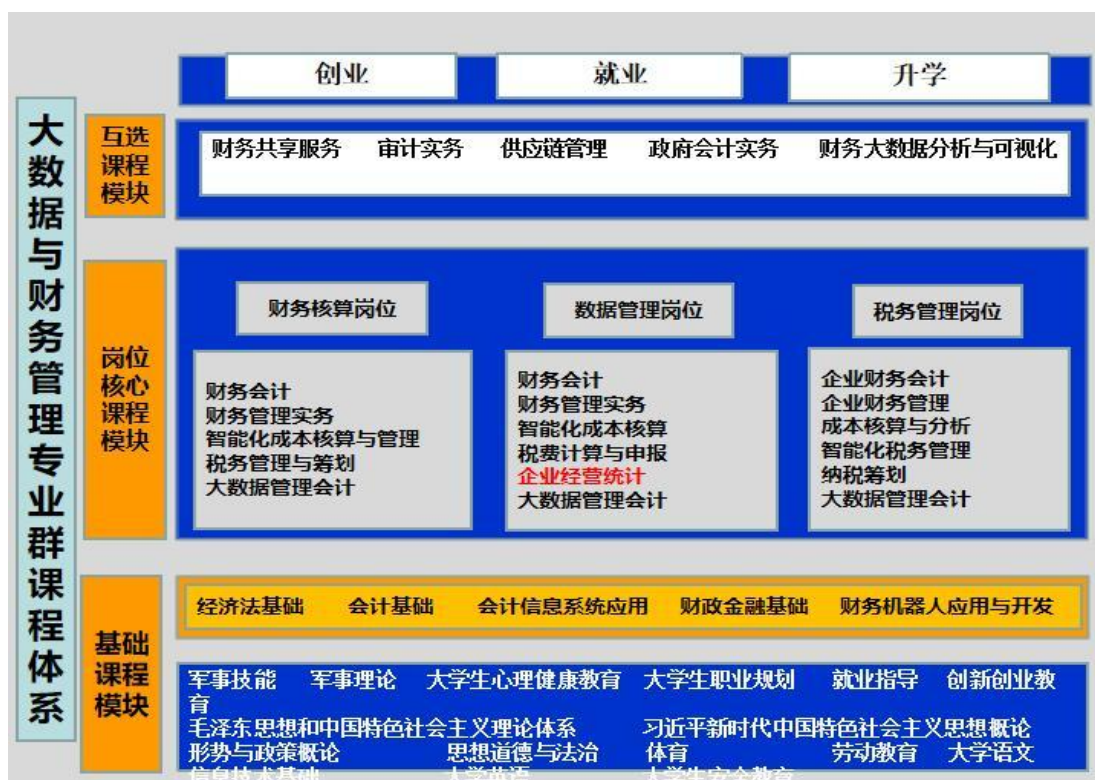 创业 就业 升学
大数据与财务管理专业群课程体系
互选
课程
模块
财务共享服务 审计实务 供应链管理 政府会计实务 财务大数据分析与可视化
岗位
核心
课程
模块
财务核算岗位
财务会计
财务管理实务
智能化成本核算与管理
税务管理与筹划
大数据管理会计
数据管理岗位
财务会计
财务管理实务
智能化成本核算
税费计算与申报
企业经营统计
大数据管理会计
税务管理岗位
企业财务会计
企业财务管理
成本核算与分析
智能化税务管理
纳税筹划
大数据管理会计
基础
课程
模块
经济法基础 会计基础 会计信息系统应用 财政金融基础 财务机器人应用与开发
军事技能 军事理论 大学生心理健康教育 大学生职业规划 就业指导 创新创业教
育
毛泽东思想和中国特色社会主义理论体系 习近平新时代中国特色社会主义思想概论
形势与政策概论 思想道德与法治 体育 劳动教育 大学语文
信息技术基础 大学英语 大学生安全教育